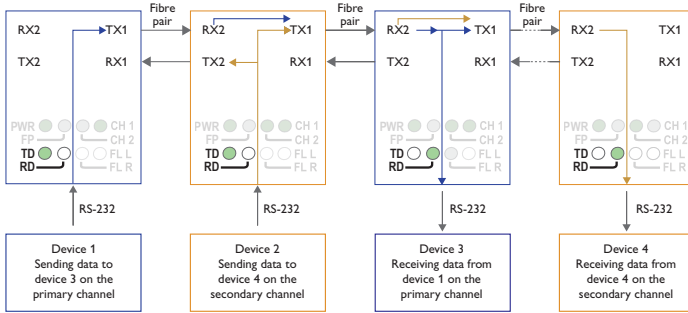 Fibre
pair
Fibre
pair
Fibre
pair
RX2 TX1
TX2 RX1
PWR CH 1
FP CH 2
TD FL L
RD FL R
RX2 TX1
TX2 RX1
PWR CH 1
FP CH 2
TD FL L
RD FL R
RX2 TX1
TX2 RX1
PWR CH 1
FP CH 2
TD FL L
RD FL R
RX2 TX1
TX2 RX1
PWR CH 1
FP CH 2
TD FL L
RD FL R
RS-232
RS-232
RS-232
RS-232
Device 1
Sending data to
device 3 on the
primary channel
Device 2
Sending data to
device 4 on the
secondary channel
Device 3
Receiving data from
device 1 on the
primary channel
Device 4
Receiving data from
device 4 on the
secondary channel